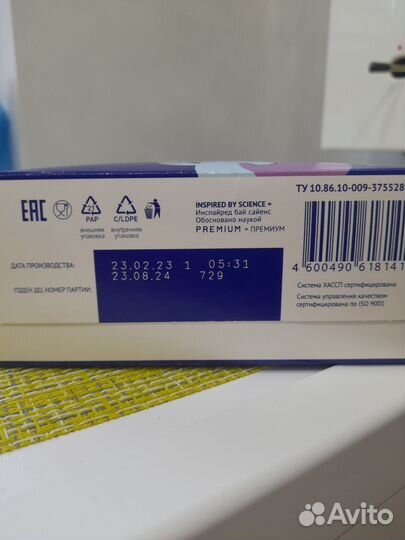 EAC
21
PAP
C/LDPE
внешняя
упаковка
внутренняя
упаковка
INSPIRED BY SCIENCE =
Инспайред бай сайенс
Обосновано наукой
PREMIUM = ПРЕМИУМ
ТУ 10.86.10-009-375528
ДАТА ПРОИЗВОДСТВА:
23.02.23 1 05:31
ГОДЕН ДО, НОМЕР ПАРТИИ:
23.08.24 729
4 600490 618141
Система ХАССП сертифицирована
Система управления качеством
сертифицирована по ISO 9001
Avito